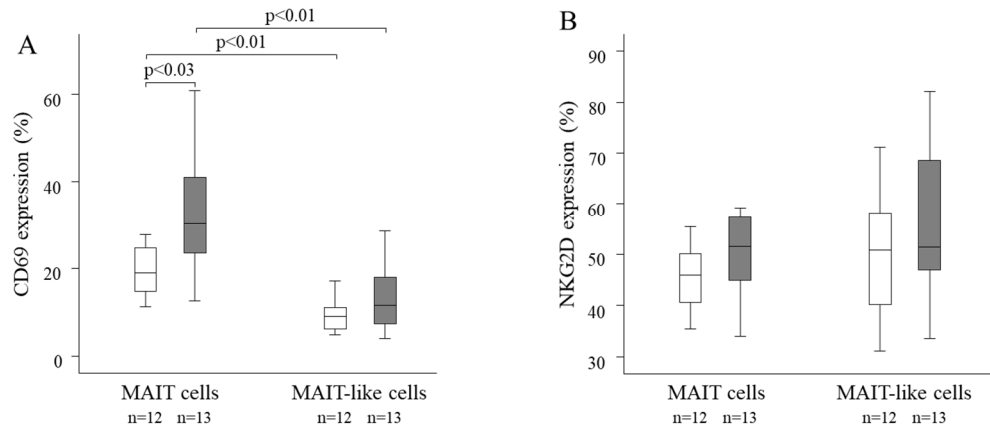 A
p<0.01
p<0.01
p<0.03
CD69 expression (%)
60
40
20
0
MAIT cells
MAIT-like cells
n=12 n=13
n=12 n=13
B
NKG2D expression (%)
90
80
70
60
50
40
30
MAIT cells
MAIT-like cells
n=12 n=13
n=12 n=13